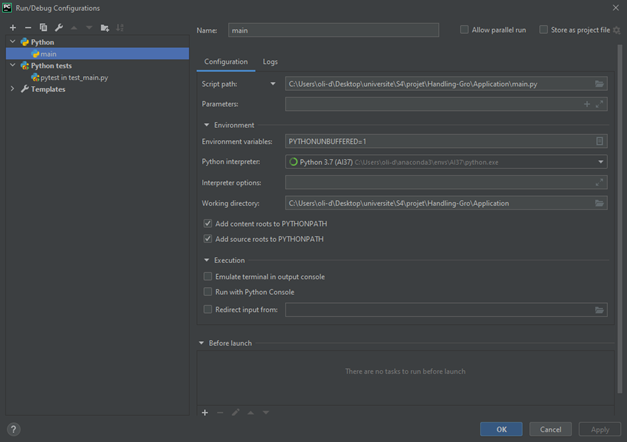 PC Run/Debug Configurations
Name: main
Allow parallel run
Store as project file
Python
main
Python tests
pytest in test_main.py
Templates
Configuration
Logs
Script path: C:\Users\oli-d\Desktop\universite\S4\projet\Handling-Gro\Application\main.py
Parameters:
Environment
Environment variables: PYTHONUNBUFFERED=1
Python interpreter: Python 3.7 (AI37) C:\Users\oli-d\anaconda3\envs\AI37\python.exe
Interpreter options:
Working directory: C:\Users\oli-d\Desktop\universite\S4\projet\Handling-Gro\Application
Add content roots to PYTHONPATH
Add source roots to PYTHONPATH
Execution
Emulate terminal in output console
Run with Python Console
Redirect input from:
Before launch
There are no tasks to run before launch
?
OK
Cancel
Apply